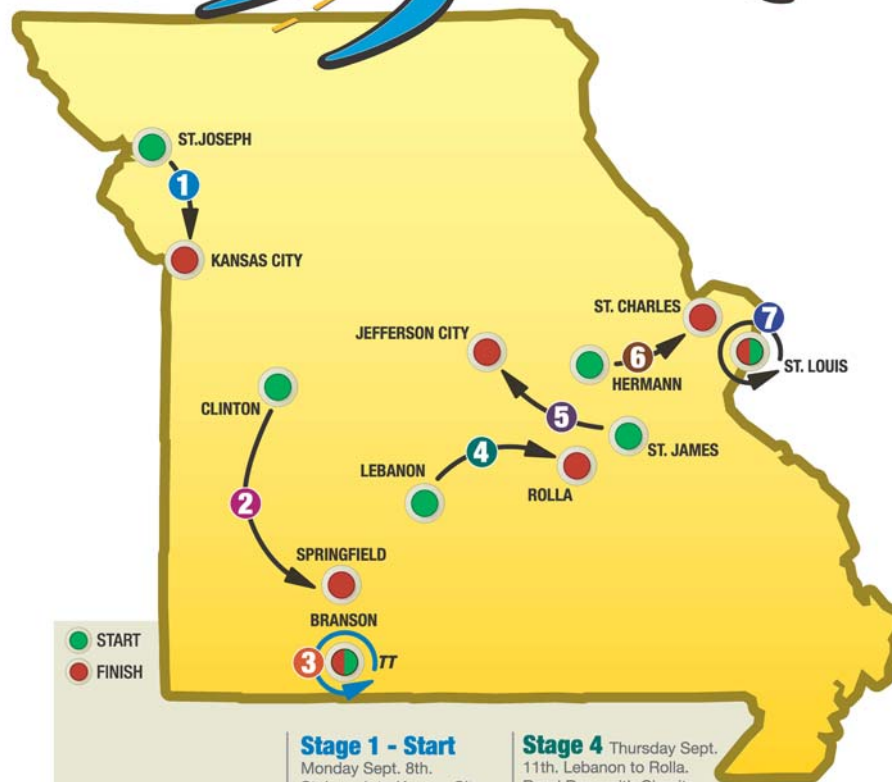 ST.JOSEPH
1
KANSAS CITY
ST. CHARLES
7
JEFFERSON CITY
6
ST. LOUIS
HERMANN
CLINTON
5
ST. JAMES
4
LEBANON
ROLLA
2
SPRINGFIELD
BRANSON
3
TT
START
FINISH
Stage 1 - Start
Monday Sept. 8th.
Stage 4 Thursday Sept.
11th. Lebanon to Rolla.